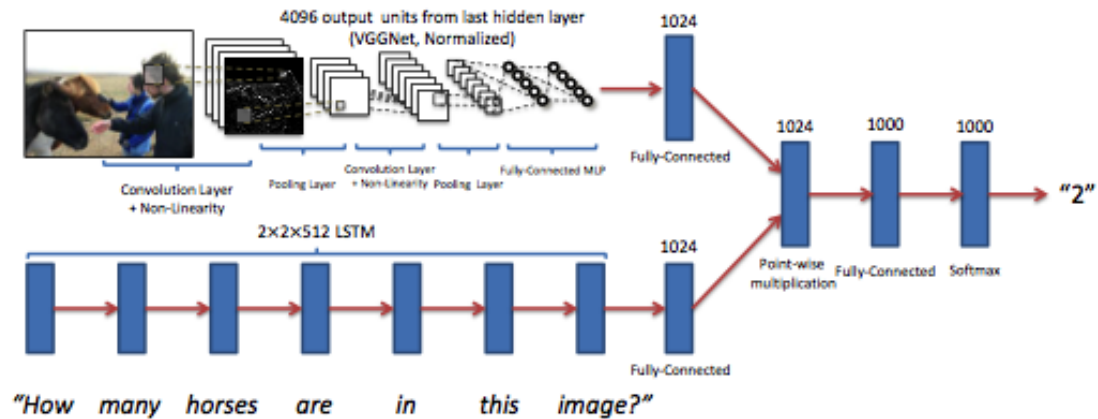 4096 output units from last hidden layer
(VGGNet, Normalized)
1024
Fully-Connected
Convolution Layer
+ Non-Linearity
Pooling Layer
Convolution Layer
+ Non-Linearity
Pooling Layer
Fully-Connected MLP
1024
Point-wise
multiplication
1000
Fully-Connected
1000
Softmax
"2"
2×2×512 LSTM
1024
Fully-Connected
"How many horses are in this image?"